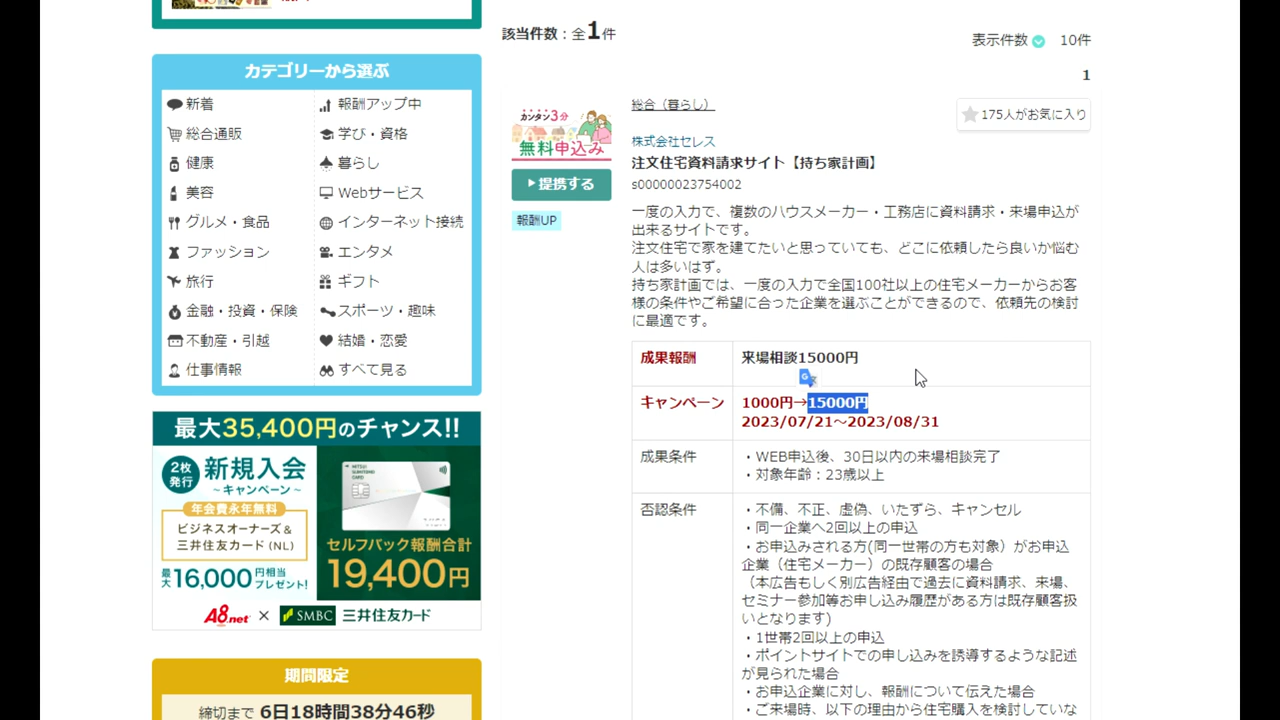 カテゴリーから選ぶ
新着
報酬アップ中
総合通販
学び・資格
健康
暮らし
美容
Webサービス
グルメ・食品
インターネット接続
ファッション
エンタメ
旅行
ギフト
金融・投資・保険
スポーツ・趣味
不動産・引越
結婚・恋愛
仕事情報
すべて見る
最大35,400円のチャンス!!
2枚発行
新規入会
~キャンペーン~
年会費永年無料
ビジネスオーナーズ&
三井住友カード(NL)
最大16,000円相当プレゼント!
セルフバック報酬合計
19,400円
A8.net × SMBC 三井住友カード
期間限定
締切まで 6日18時間38分46秒
該当件数:全1件
表示件数 10件
1
カンタン3分
無料申込み
提携する
報酬UP
総合（暮らし）
175人がお気に入り
株式会社セレス
注文住宅資料請求サイト【持ち家計画】
s00000023754002
一度の入力で、複数のハウスメーカー・工務店に資料請求・来場申込が
出来るサイトです。
注文住宅で家を建てたいと思っていても、どこに依頼したら良いか悩む
人は多いはず。
持ち家計画では、一度の入力で全国100社以上の住宅メーカーからお客
様の条件やご希望に合った企業を選ぶことができるので、依頼先の検討
に最適です。
成果報酬
来場相談15000円
キャンペーン
1000円→15000円
2023/07/21～2023/08/31
成果条件
・WEB申込後、30日以内の来場相談完了
・対象年齢：23歳以上
否認条件
・不備、不正、虚偽、いたずら、キャンセル
・同一企業へ2回以上の申込
・お申込みされる方(同一世帯の方も対象）がお申込
企業（住宅メーカー）の既存顧客の場合
（本広告もしく別広告経由で過去に資料請求、来場、
セミナー参加等お申し込み履歴がある方は既存顧客扱
いとなります)
・1世帯2回以上の申込
・ポイントサイトでの申し込みを誘導するような記述
が見られた場合
・お申込企業に対し、報酬について伝えた場合
・ご来場時、以下の理由から住宅購入を検討していな